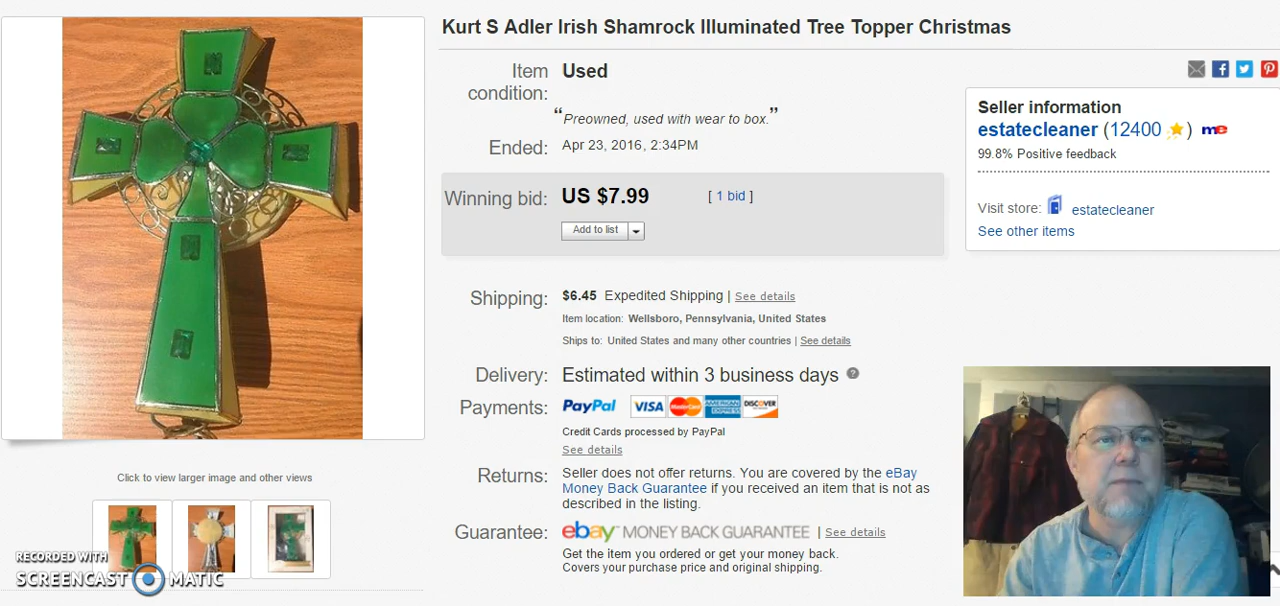 Kurt S Adler Irish Shamrock Illuminated Tree Topper Christmas
Item condition: Used
“Preowned, used with wear to box.”
Ended: Apr 23, 2016, 2:34PM
Winning bid: US $7.99 [ 1 bid ]
Add to list
Shipping: $6.45 Expedited Shipping | See details
Item location: Wellsboro, Pennsylvania, United States
Ships to: United States and many other countries | See details
Delivery: Estimated within 3 business days ?
Payments: PayPal VISA MasterCard AMERICAN EXPRESS DISCOVER
Credit Cards processed by PayPal
See details
Returns: Seller does not offer returns. You are covered by the eBay
Money Back Guarantee if you received an item that is not as
described in the listing.
Guarantee: ebay MONEY BACK GUARANTEE | See details
Get the item you ordered or get your money back.
Covers your purchase price and original shipping.
Seller information
estatecleaner (12400 ) me
99.8% Positive feedback
Visit store: estatecleaner
See other items
Click to view larger image and other views
RECORDED WITH
SCREENCAST MATIC